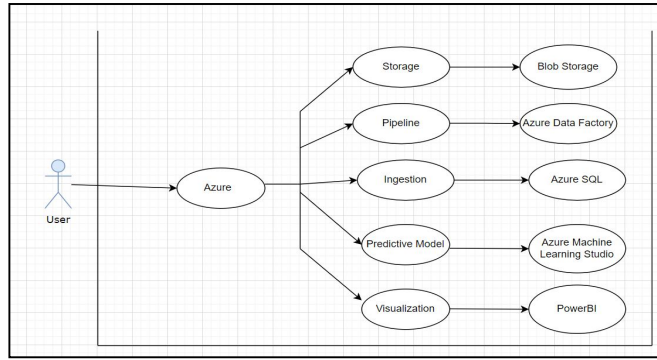 Storage
Blob Storage
Pipeline
Azure Data Factory
User
Azure
Ingestion
Azure SQL
Predictive Model
Azure Machine
Learning Studio
Visualization
PowerBI